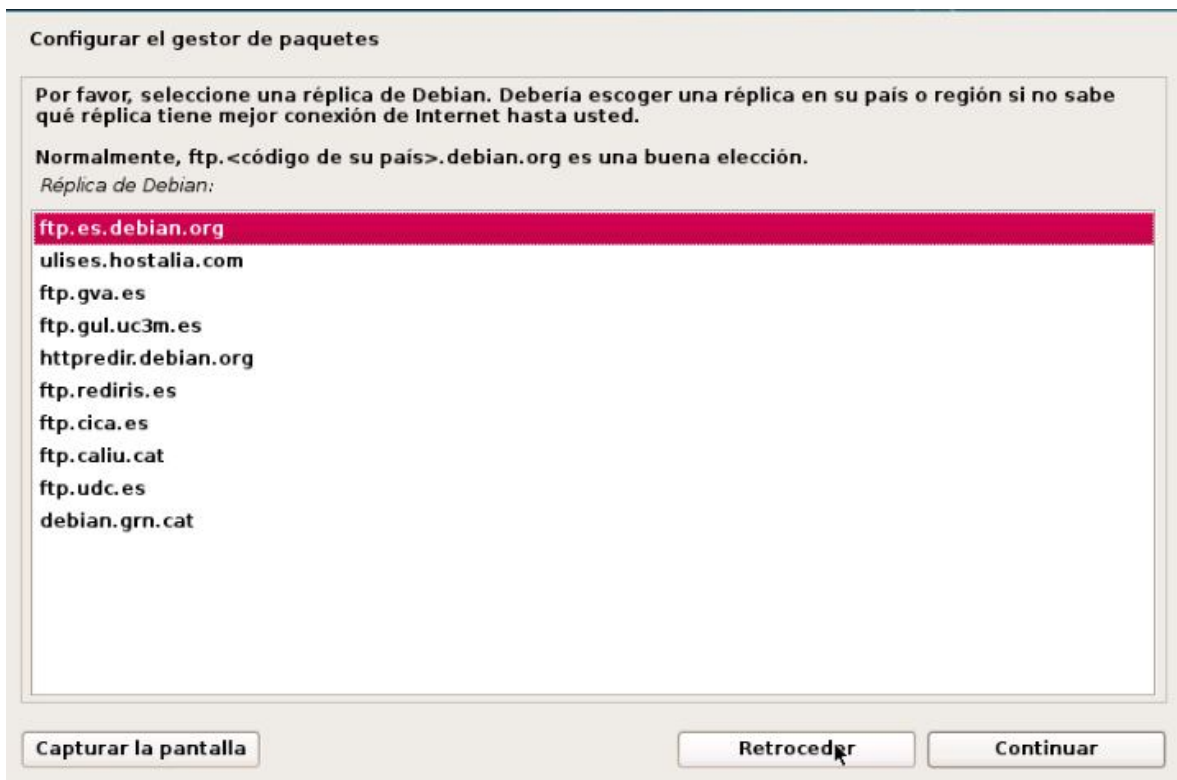 Configurar el gestor de paquetes
Por favor, seleccione una réplica de Debian. Debería escoger una réplica en su país o región si no sabe
qué réplica tiene mejor conexión de Internet hasta usted.
Normalmente, ftp.<código de su país>.debian.org es una buena elección.
Réplica de Debian:
ftp.es.debian.org
ulises.hostalia.com
ftp.gva.es
ftp.gul.uc3m.es
httpredir.debian.org
ftp.rediris.es
ftp.cica.es
ftp.caliu.cat
ftp.udc.es
debian.grn.cat
Capturar la pantalla
Retroceder
Continuar